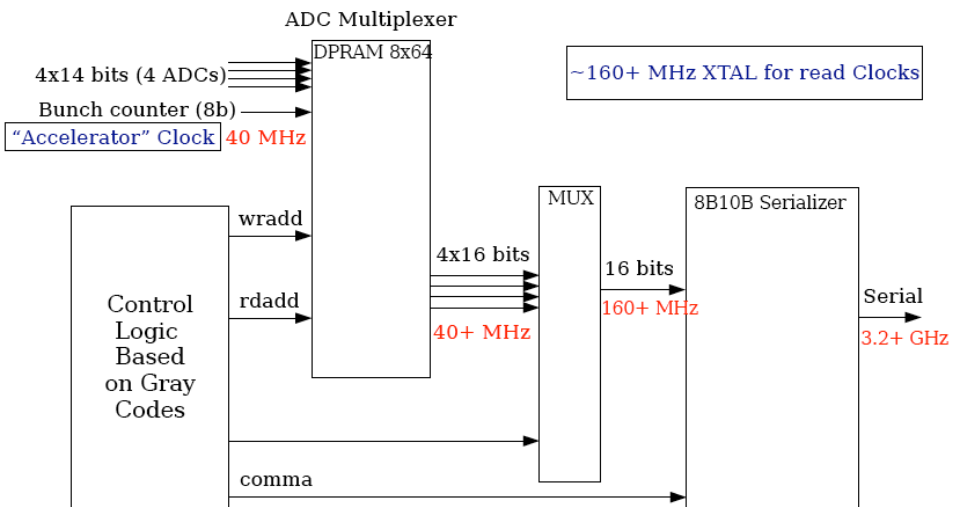 ADC Multiplexer
DPRAM 8x64
4x14 bits (4 ADCs)
~160+ MHz XTAL for read Clocks
Bunch counter (8b)
“Accelerator” Clock
40 MHz
MUX
8B10B Serializer
wradd
4x16 bits
16 bits
Control
Logic
Based
on Gray
Codes
rdadd
Serial
160+ MHz
40+ MHz
3.2+ GHz
comma